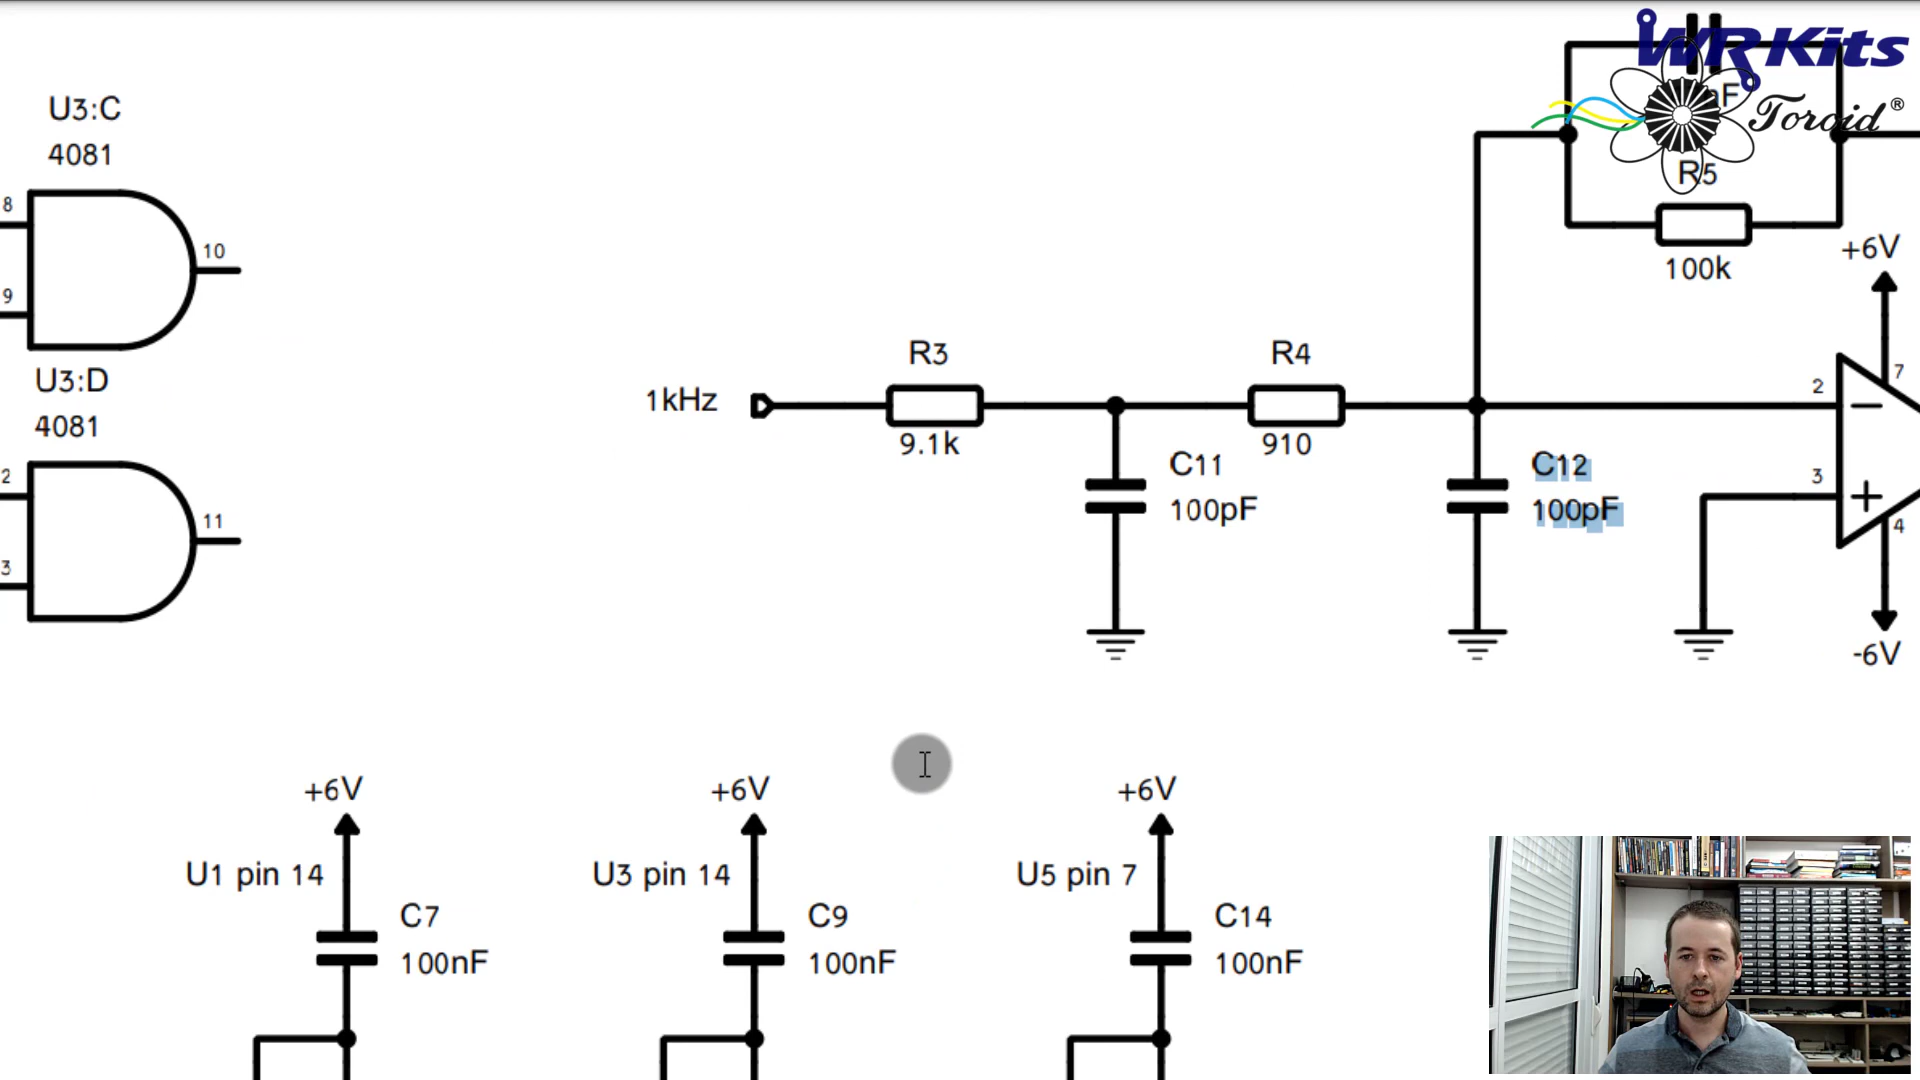 WRKits
Toroid®
U3:C
4081
8
9
10
U3:D
4081
2
3
11
1kHz
R3
9.1k
C11
100pF
R4
910
C12
100pF
R5
100k
+6V
7
2
3
4
-6V
+6V
U1 pin 14
C7
100nF
+6V
U3 pin 14
C9
100nF
+6V
U5 pin 7
C14
100nF